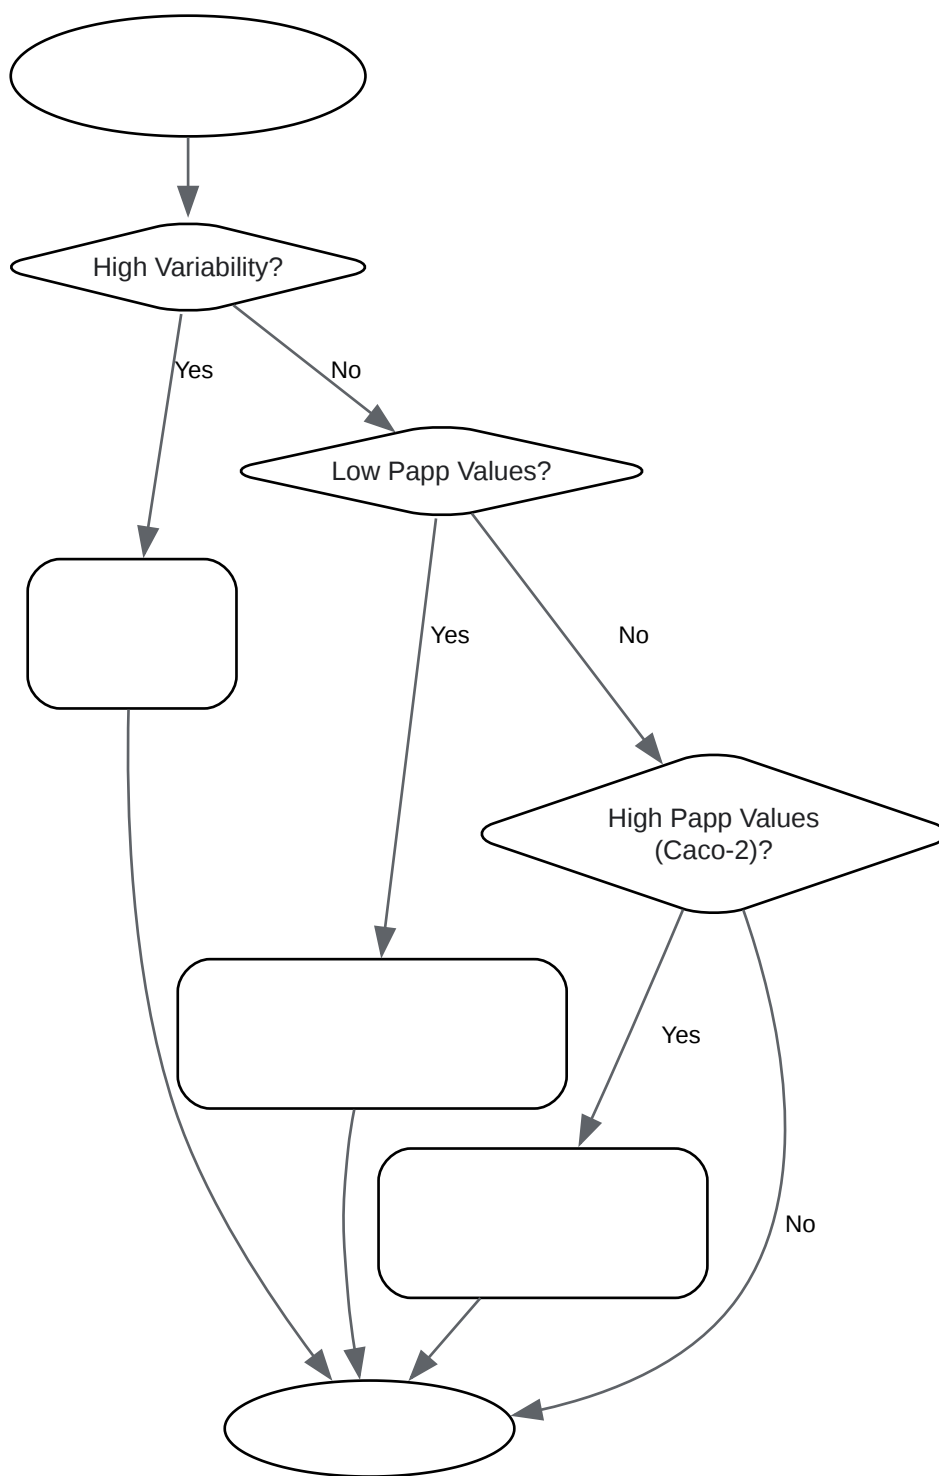 High Variability?
Yes
No
Low Papp Values?
Yes
No
High Papp Values
(Caco-2)?
Yes
No